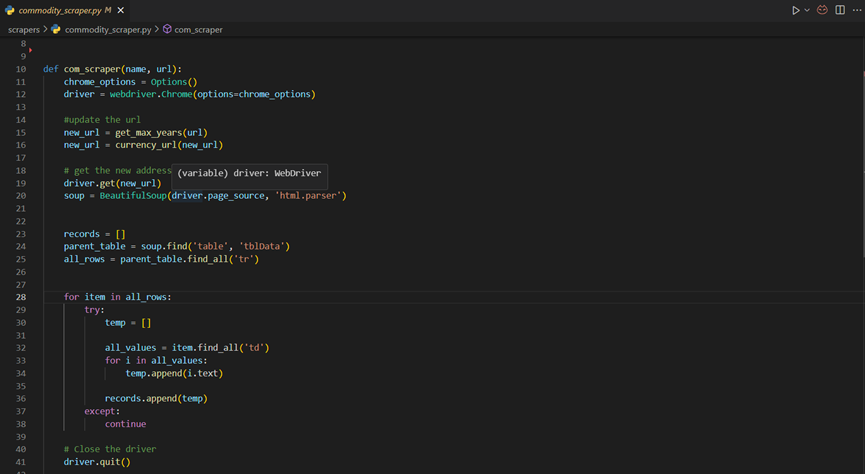 commodity_scraper.py M
scrapers > commodity_scraper.py > com_scraper
8
9
10 def com_scraper(name, url):
11 chrome_options = Options()
12 driver = webdriver.Chrome(options=chrome_options)
13
14 #update the url
15 new_url = get_max_years(url)
16 new_url = currency_url(new_url)
17
18 # get the new address
(variable) driver: WebDriver
19 driver.get(new_url)
20 soup = BeautifulSoup(driver.page_source, 'html.parser')
21
22
23 records = []
24 parent_table = soup.find('table', 'tblData')
25 all_rows = parent_table.find_all('tr')
26
27
28 for item in all_rows:
29 try:
30 temp = []
31
32 all_values = item.find_all('td')
33 for i in all_values:
34 temp.append(i.text)
35
36 records.append(temp)
37 except:
38 continue
39
40 # Close the driver
41 driver.quit()